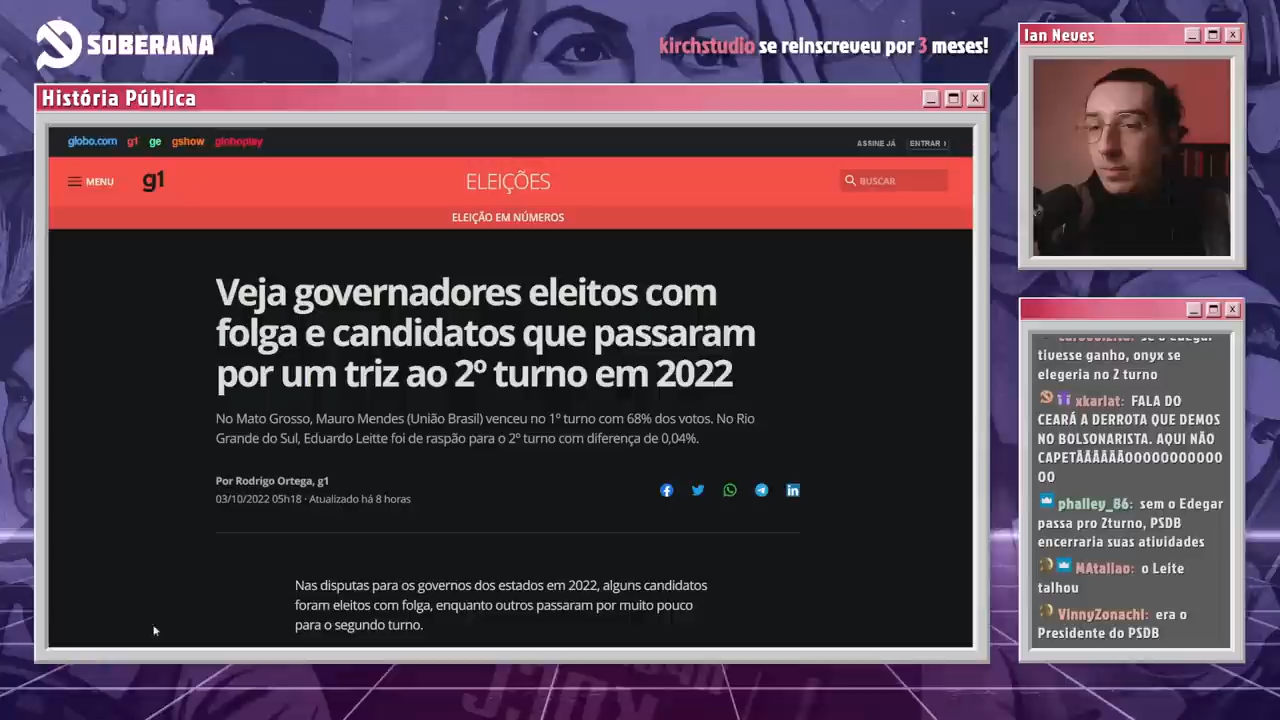 SOBERANA
kirchstudio se reInscreveu por 3 meses!
História Pública
globo.com g1 ge gshow globoplay
ASSINE JÁ ENTRAR ›
MENU g1 ELEIÇÕES BUSCAR
ELEIÇÃO EM NÚMEROS
Veja governadores eleitos com
folga e candidatos que passaram
por um triz ao 2º turno em 2022
No Mato Grosso, Mauro Mendes (União Brasil) venceu no 1º turno com 68% dos votos. No Rio
Grande do Sul, Eduardo Leitte foi de raspão para o 2º turno com diferença de 0,04%.
Por Rodrigo Ortega, g1
03/10/2022 05h18 · Atualizado há 8 horas
Nas disputas para os governos dos estados em 2022, alguns candidatos
foram eleitos com folga, enquanto outros passaram por muito pouco
para o segundo turno.
Ian Neves
se o Edegar
tivesse ganho, onyx se
elegeria no 2 turno
xkarlat: FALA DO
CEARÁ A DERROTA QUE DEMOS
NO BOLSONARISTA. AQUI NÃO
CAPETÃÃÃÃÃÃOOOOOOOOOOO
OO
phalley_86: sem o Edegar
passa pro 2turno, PSDB
encerraria suas atividades
MAtaliao: o Leite
talhou
VinnyZonachI: era o
Presidente do PSDB